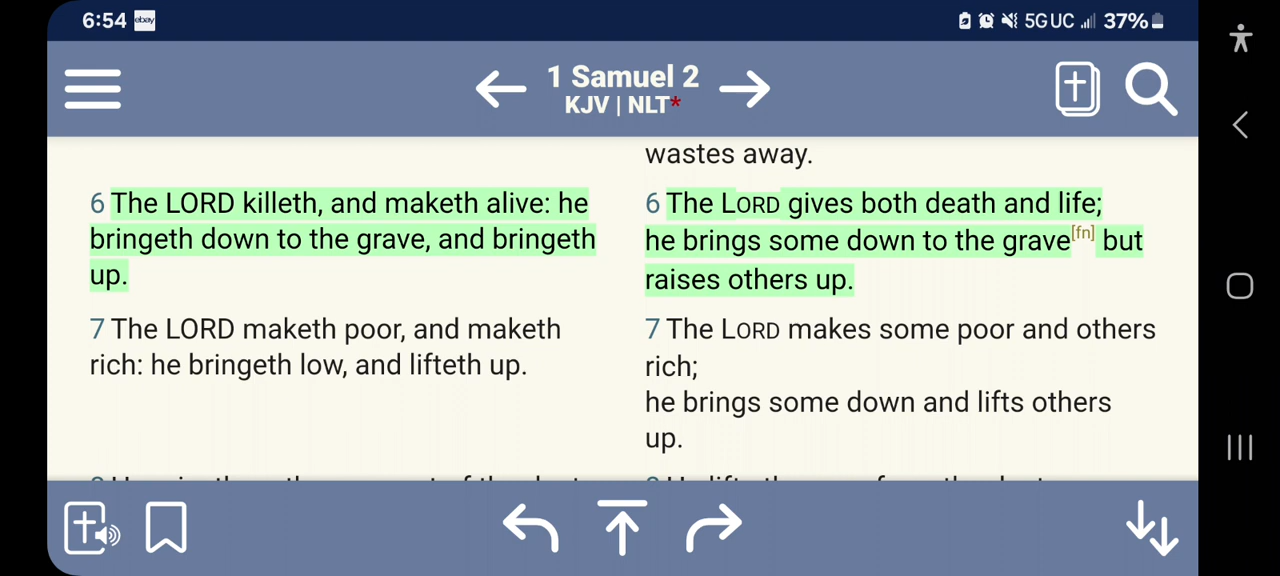 6:54 ebay 5G UC 37%
1 Samuel 2
KJV | NLT*
wastes away.
6 The LORD killeth, and maketh alive: he
bringeth down to the grave, and bringeth
up.
7 The LORD maketh poor, and maketh
rich: he bringeth low, and lifteth up.
6 The LORD gives both death and life;
he brings some down to the grave[fn] but
raises others up.
7 The LORD makes some poor and others
rich;
he brings some down and lifts others
up.